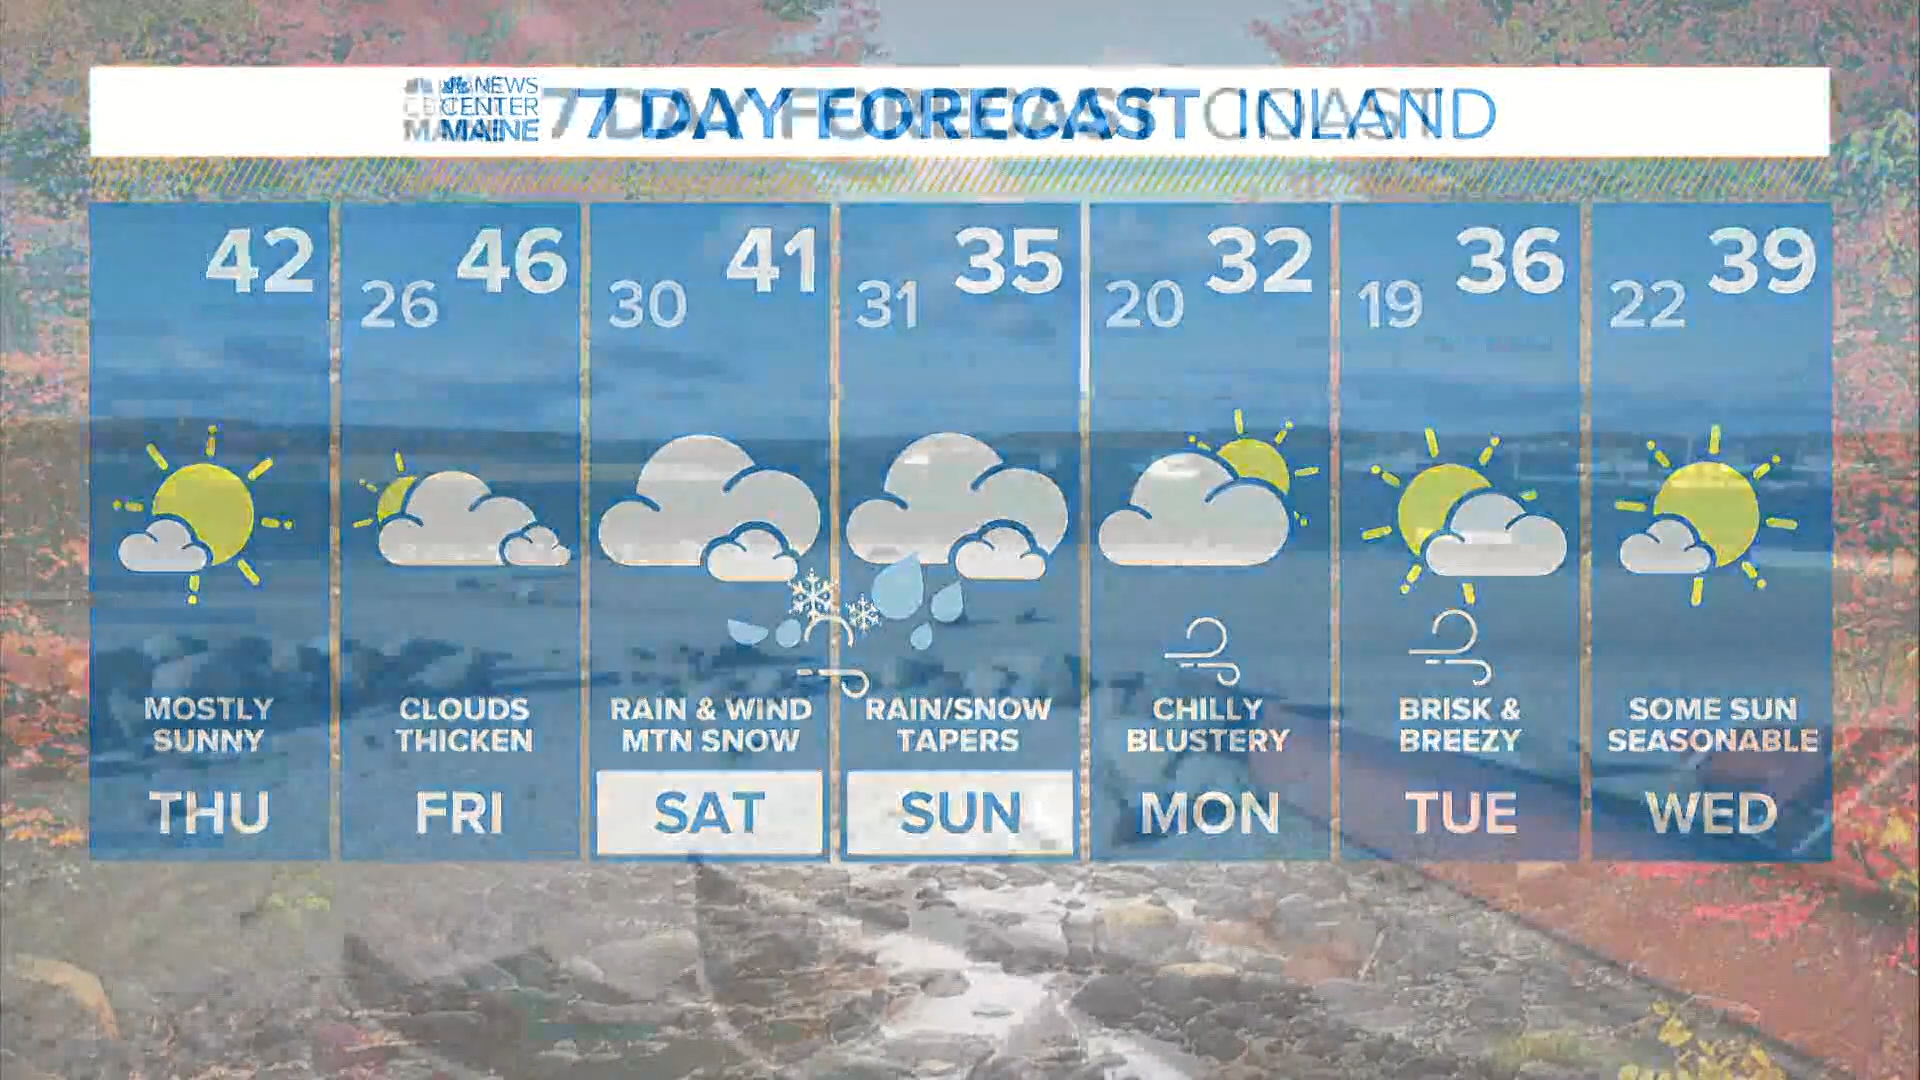 NEWS
CENTER
MAINE
7 DAY FORECAST INLAND
42
26 46
30 41
31 35
20 32
19 36
22 39
MOSTLY
SUNNY
CLOUDS
THICKEN
RAIN & WIND
MTN SNOW
RAIN/SNOW
TAPERS
CHILLY
BLUSTERY
BRISK &
BREEZY
SOME SUN
SEASONABLE
THU
FRI
SAT
SUN
MON
TUE
WED